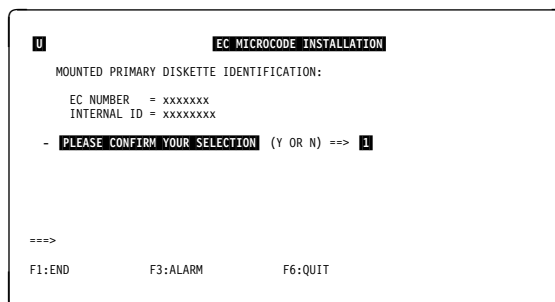 U EC MICROCODE INSTALLATION
MOUNTED PRIMARY DISKETTE IDENTIFICATION:
EC NUMBER = xxxxxxx
INTERNAL ID = xxxxxxxx
- PLEASE CONFIRM YOUR SELECTION (Y OR N) ==> 1
===>
F1:END F3:ALARM F6:QUIT